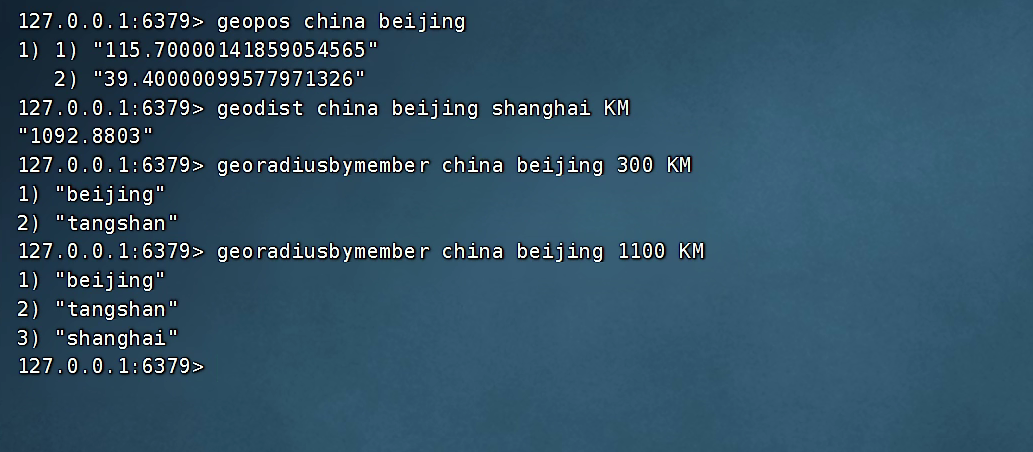 127.0.0.1:6379> geopos china beijing
1) 1) "115.70000141859054565"
   2) "39.40000099577971326"
127.0.0.1:6379> geodist china beijing shanghai KM
"1092.8803"
127.0.0.1:6379> georadiusbymember china beijing 300 KM
1) "beijing"
2) "tangshan"
127.0.0.1:6379> georadiusbymember china beijing 1100 KM
1) "beijing"
2) "tangshan"
3) "shanghai"
127.0.0.1:6379>